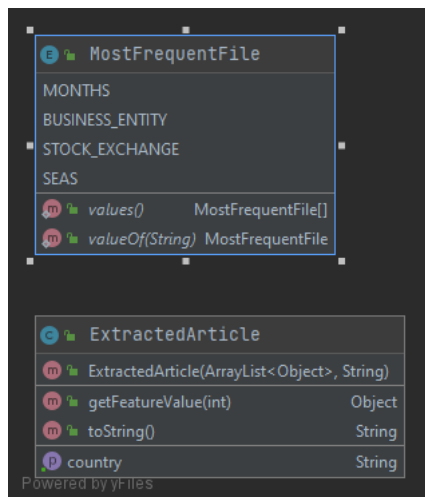 E MostFrequentFile
MONTHS
BUSINESS_ENTITY
STOCK_EXCHANGE
SEAS
m values() MostFrequentFile[]
m valueOf(String) MostFrequentFile
C ExtractedArticle
m ExtractedArticle(ArrayList<Object>, String)
m getFeatureValue(int) Object
m toString() String
p country String
Powered by yFiles